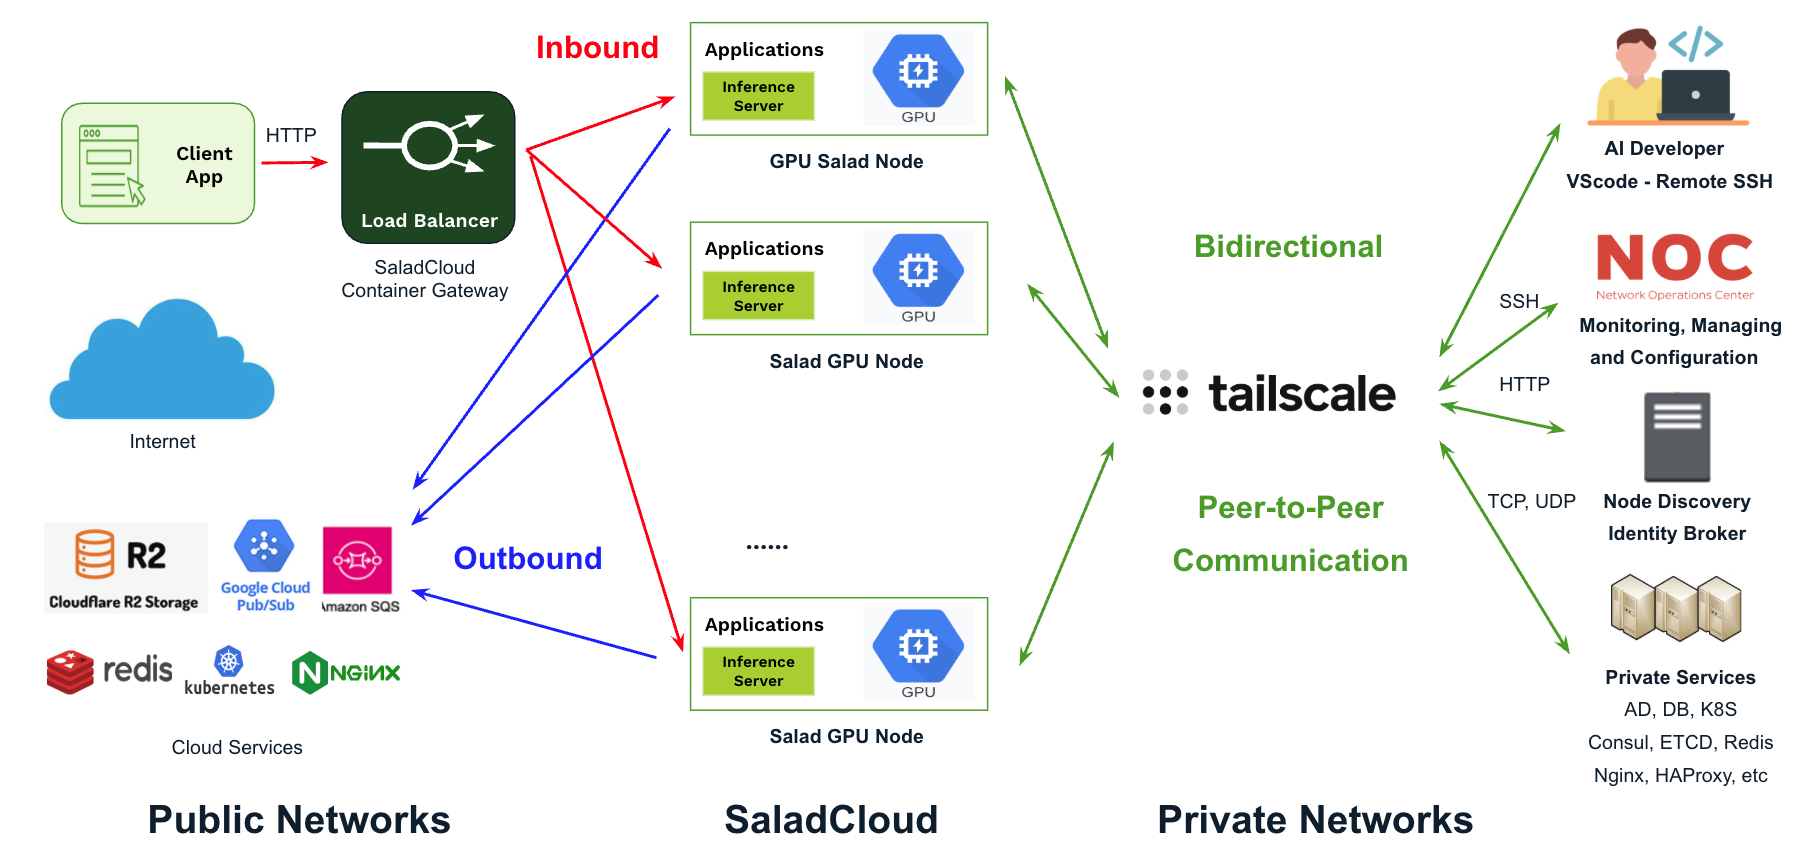 Inbound
HTTP
Client
App
Load Balancer
SaladCloud
Container Gateway
Internet
R2
Cloudflare R2 Storage
Google Cloud
Pub/Sub
Amazon SQS
redis
kubernetes
NGINX
Cloud Services
Outbound
Public Networks
Applications
Inference
Server
GPU
GPU Salad Node
Applications
Inference
Server
GPU
Salad GPU Node
......
Applications
Inference
Server
GPU
Salad GPU Node
SaladCloud
Bidirectional
tailscale
Peer-to-Peer
Communication
Private Networks
SSH
HTTP
TCP, UDP
</>
AI Developer
VScode - Remote SSH
NOC
Network Operations Center
Monitoring, Managing
and Configuration
Node Discovery
Identity Broker
Private Services
AD, DB, K8S
Consul, ETCD, Redis
Nginx, HAProxy, etc